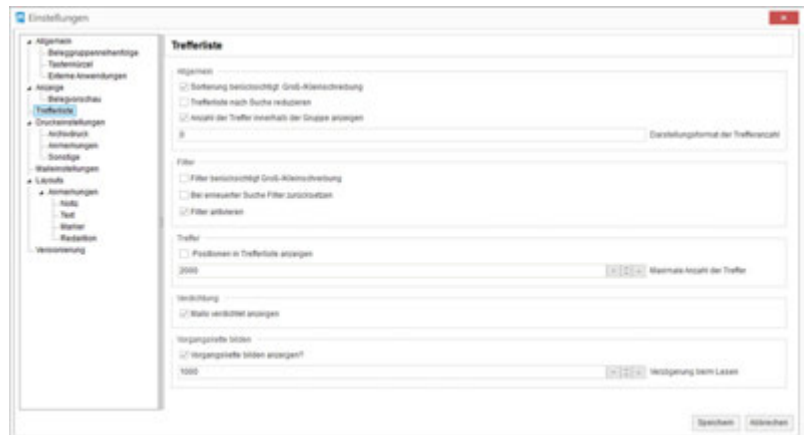 Einstellungen
Allgemein
Beleggruppenreihenfolge
Tastenkürzel
Externe Anwendungen
Anzeige
Belegvorschau
Trefferliste
Druckeinstellungen
Archivdruck
Anmerkungen
Sonstige
Maileinstellungen
Layouts
Anmerkungen
Notiz
Text
Marker
Redaktion
Versionierung
Trefferliste
Allgemein
Sortierung berücksichtigt Groß-/Kleinschreibung
Trefferliste nach Suche reduzieren
Anzahl der Treffer innerhalb der Gruppe anzeigen
Darstellungsformat der Trefferanzahl
Filter
Filter berücksichtigt Groß-/Kleinschreibung
Bei erneuerter Suche Filter zurücksetzen
Filter aktivieren
Treffer
Positionen in Trefferliste anzeigen
2000 Maximale Anzahl der Treffer
Verdichtung
Mails verdichtet anzeigen
Vorgangskette bilden
Vorgangskette bilden anzeigen?
1000 Verzögerung beim Lesen
Speichern Abbrechen